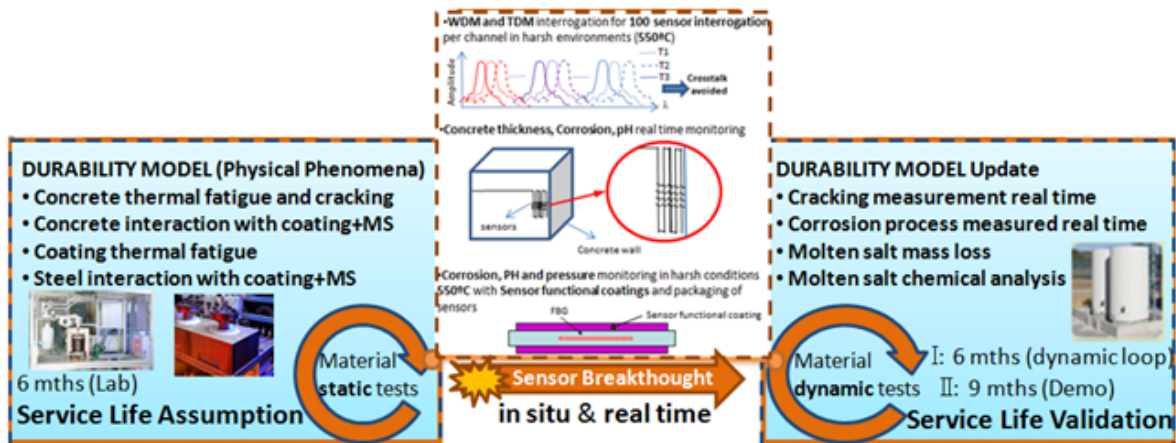 DURABILITY MODEL (Physical Phenomena)
• Concrete thermal fatigue and cracking
• Concrete interaction with coating+MS
• Coating thermal fatigue
• Steel interaction with coating+MS
6 mths (Lab)
Service Life Assumption
Material
static tests
•WDM and TDM interrogation for 100 sensor interrogation
per channel in harsh environments (550ºC)
Amplitude
T1
T2
T3
Crosstalk
avoided
λ
•Concrete thickness, Corrosion, pH real time monitoring
sensors
Concrete wall
•Corrosion, PH and pressure monitoring in harsh conditions
550ºC with Sensor functional coatings and packaging of
sensors
FBG
Sensor functional coating
Sensor Breakthought
in situ & real time
DURABILITY MODEL Update
• Cracking measurement real time
• Corrosion process measured real time
• Molten salt mass loss
• Molten salt chemical analysis
Material
dynamic tests
I: 6 mths (dynamic loop)
II: 9 mths (Demo)
Service Life Validation